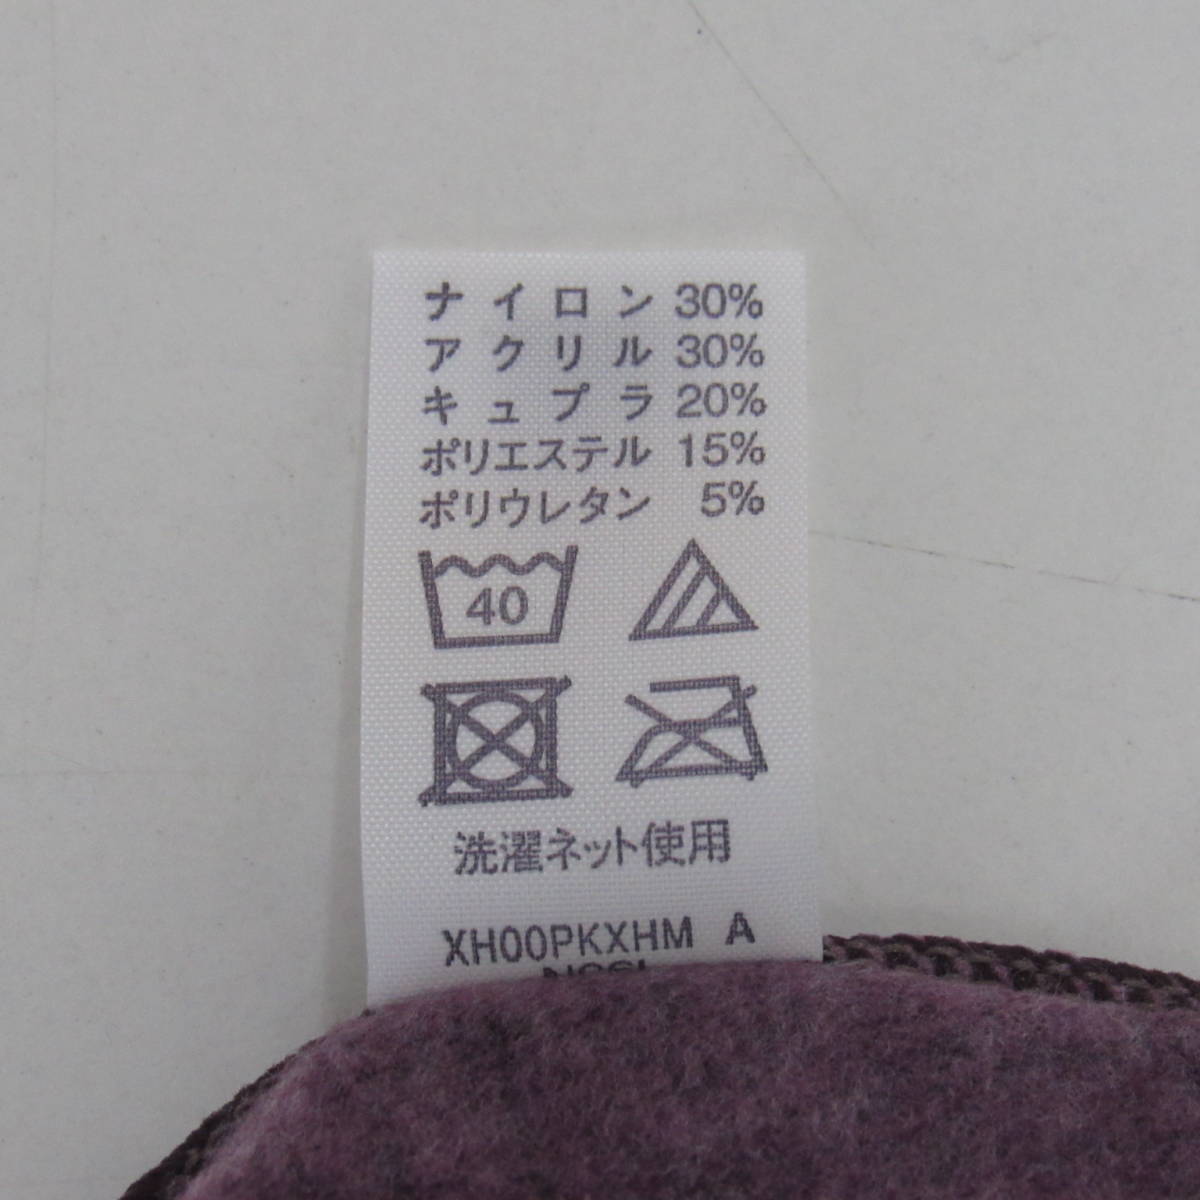 ナイロン 30%
アクリル 30%
キュプラ 20%
ポリエステル 15%
ポリウレタン 5%
40
洗濯ネット使用
XH00PKXHM A